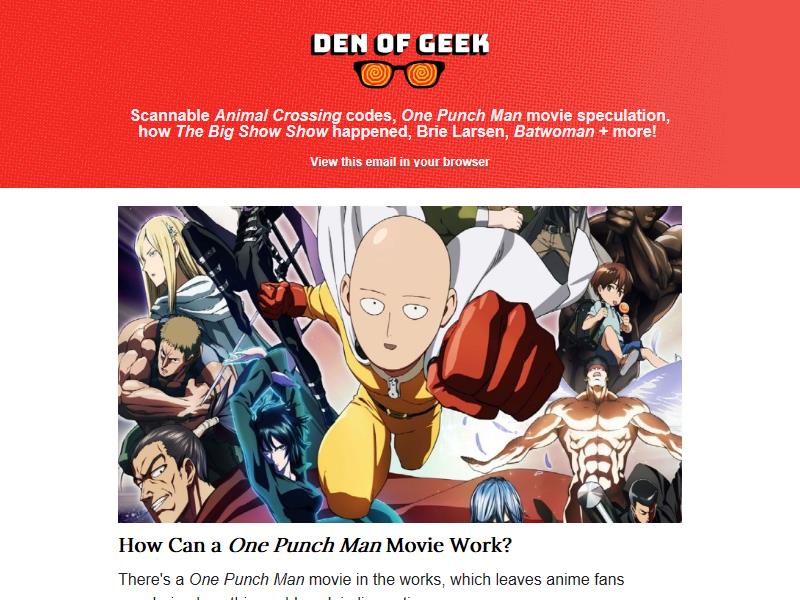 DEN OF GEEK
Scannable Animal Crossing codes, One Punch Man movie speculation,
how The Big Show Show happened, Brie Larsen, Batwoman + more!
View this email in your browser
How Can a One Punch Man Movie Work?
There's a One Punch Man movie in the works, which leaves anime fans